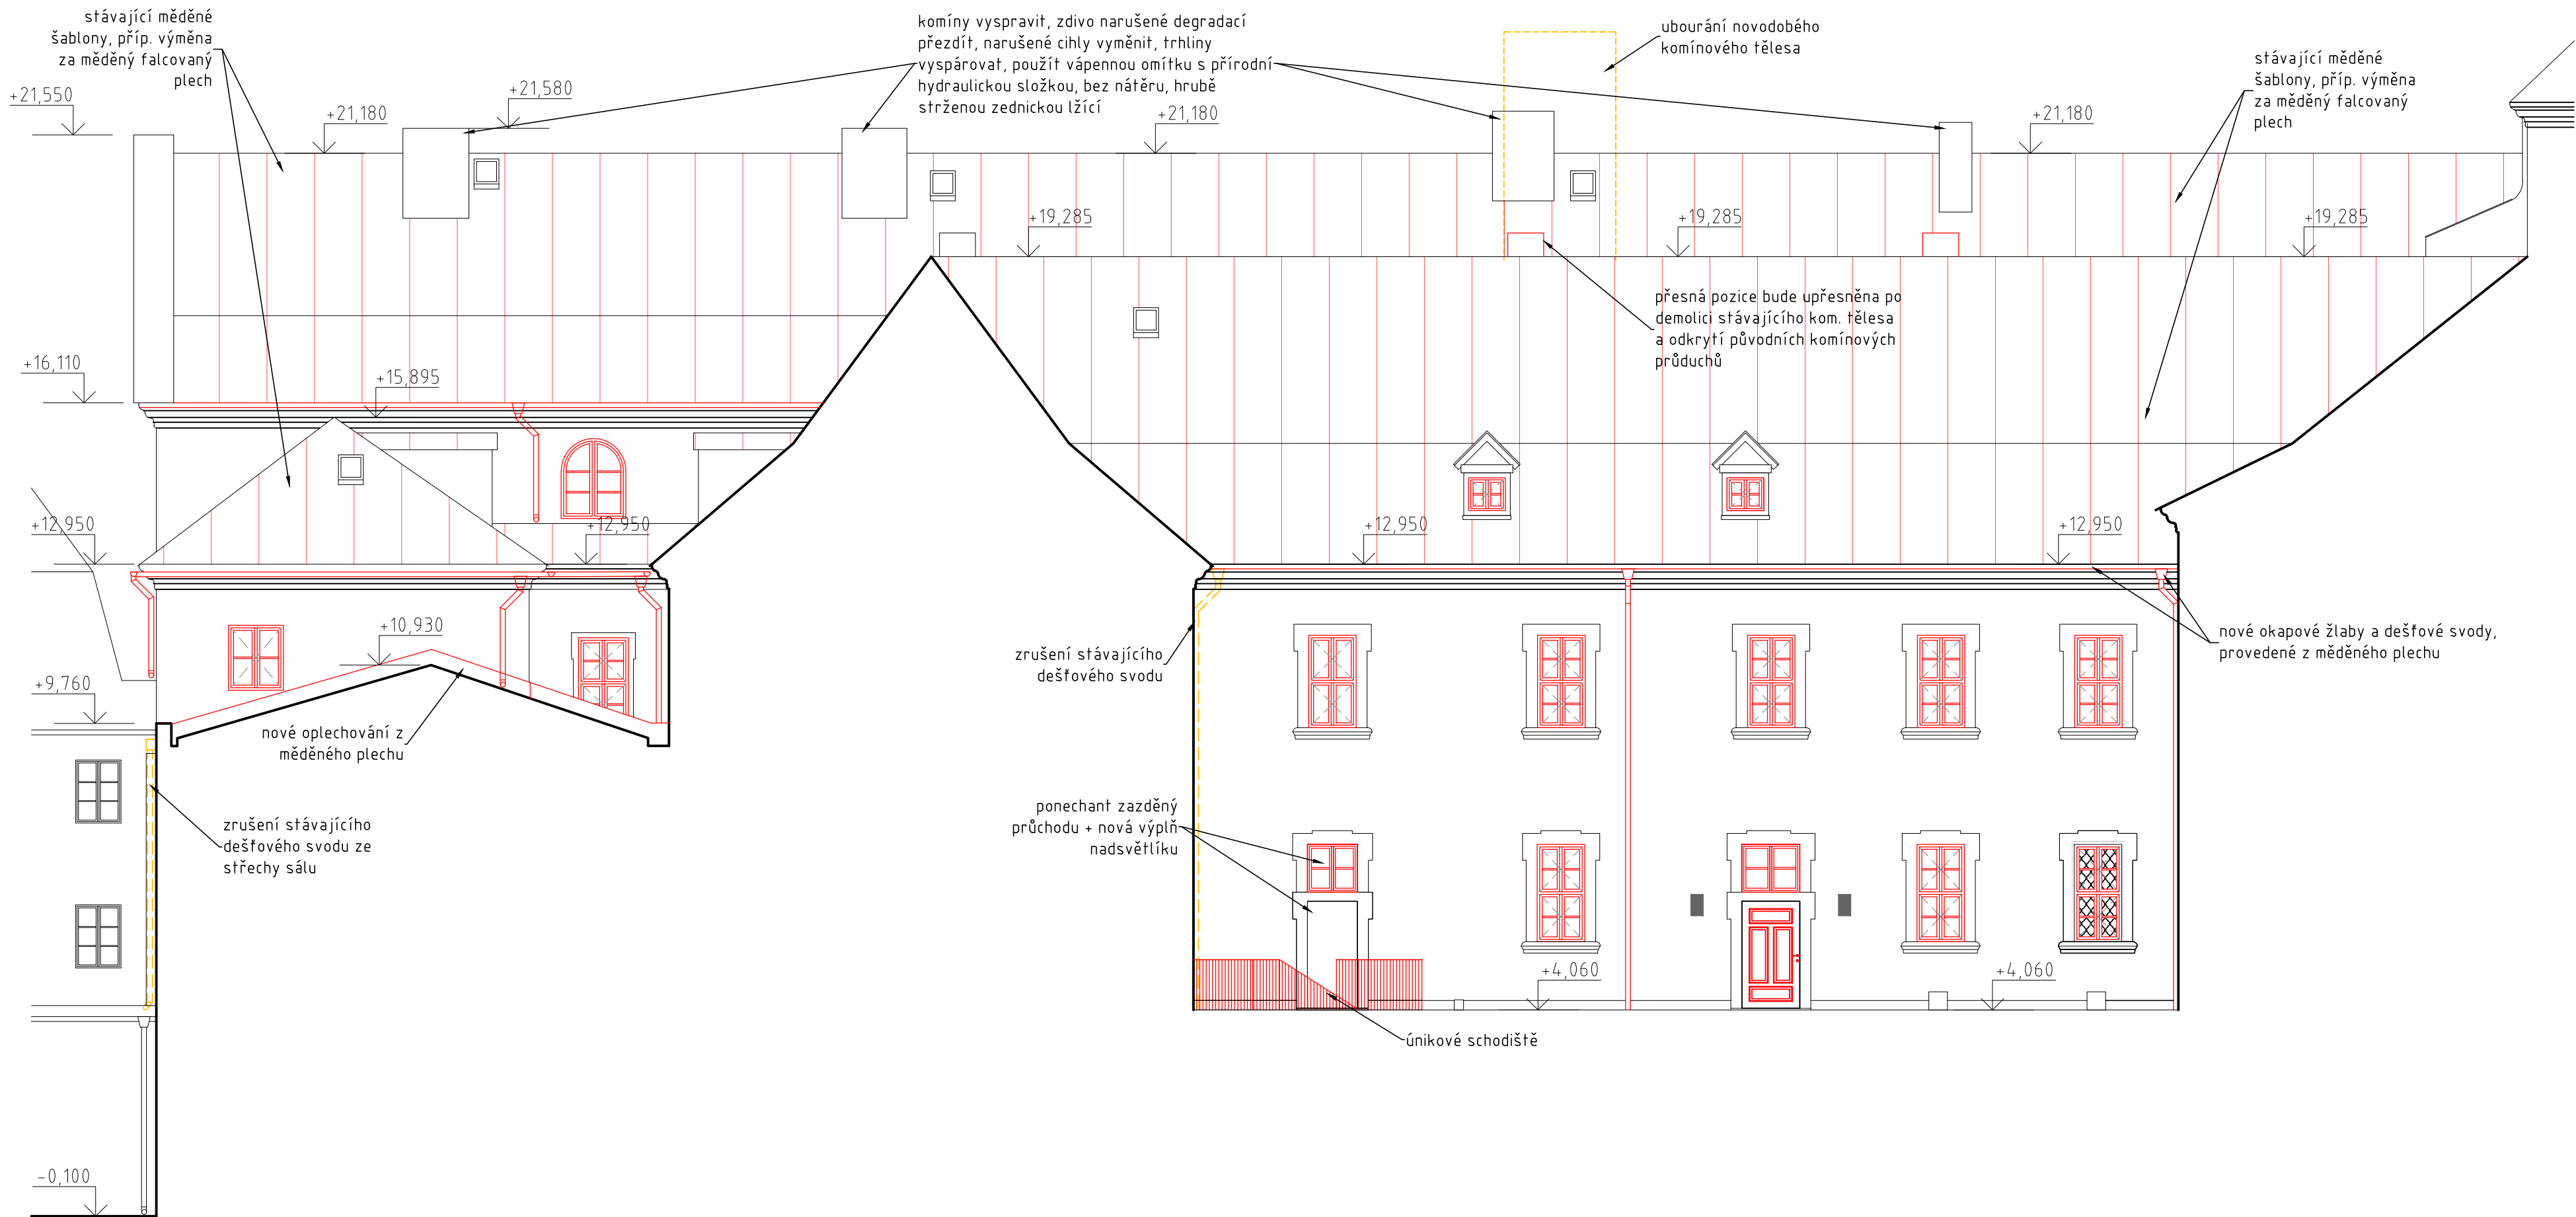 stávající měděné
šablony, příp. výměna
za měděný falcovaný
plech
komíny vyspravit, zdivo narušené degradací
přezdít, narušené cihly vyměnit, trhliny
vyspárovat, použít vápennou omítku s přírodní
hydraulickou složkou, bez nátěru, hrubě
strženou zednickou lžící
ubourání novodobého
komínového tělesa
stávající měděné
šablony, příp. výměna
za měděný falcovaný
plech
+21,550
+21,180
+21,580
+21,180
+21,180
+19,285
+19,285
+19,285
přesná pozice bude upřesněna po
demolici stávajícího kom. tělesa
a odkrytí původních komínových
průduchů
+16,110
+15,895
+12,950
+12,950
+12,950
+12,950
+10,930
+9,760
zrušení stávajícího
dešťového svodu
nové okapové žlaby a dešťové svody,
provedené z měděného plechu
nové oplechování z
měděného plechu
zrušení stávajícího
dešťového svodu ze
střechy sálu
ponechant zazděný
průchodu + nová výplň
nadsvětlíku
+4,060
+4,060
únikové schodiště
-0,100